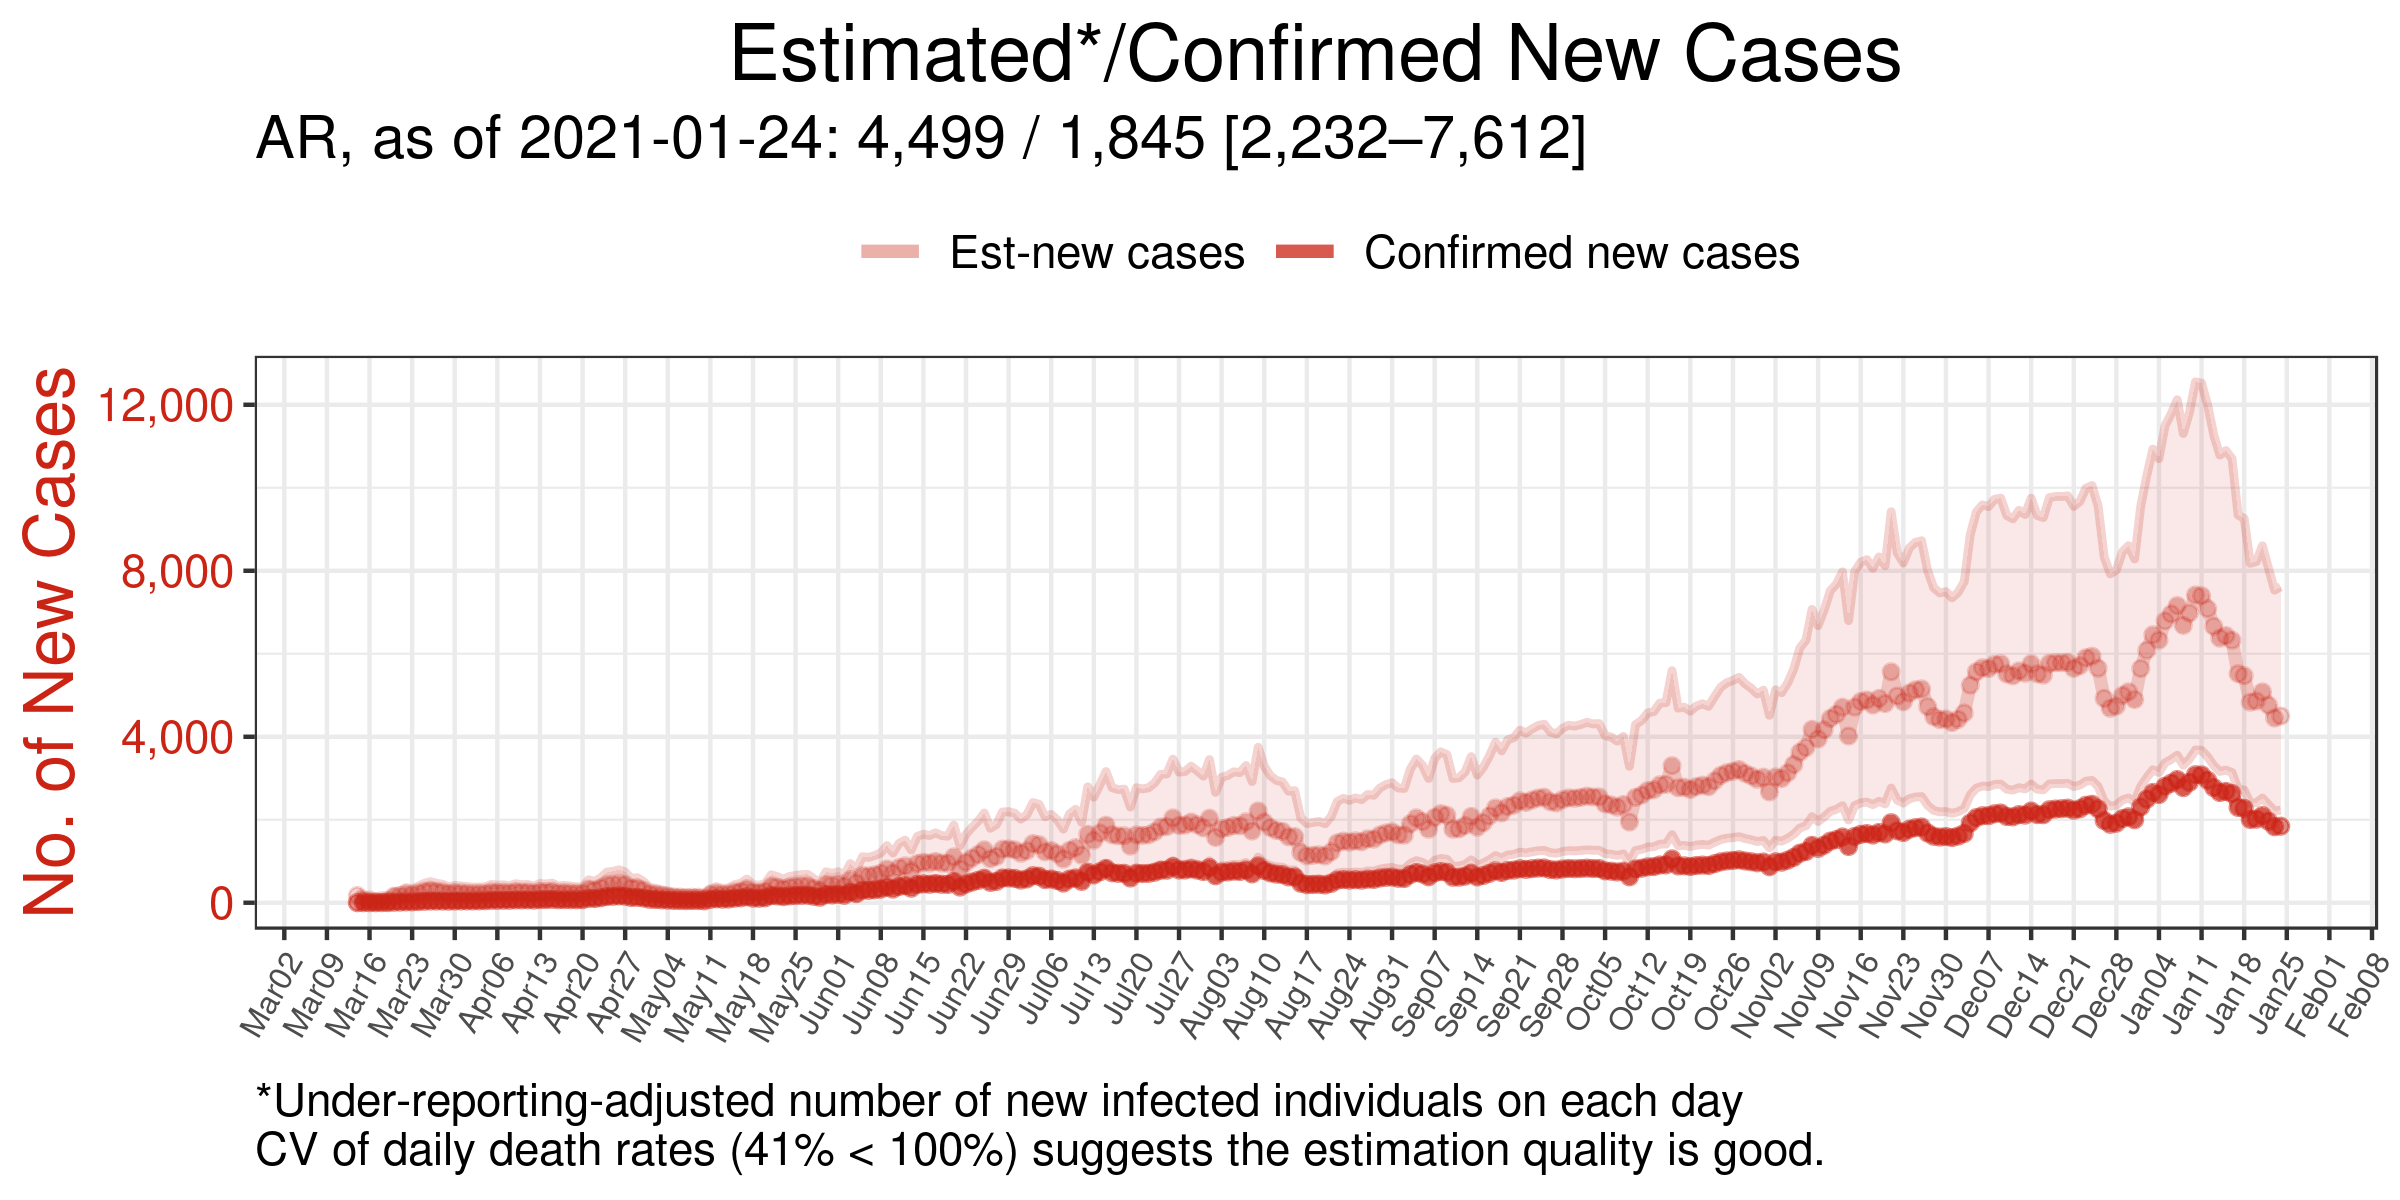 Estimated*/Confirmed New Cases
AR, as of 2021-01-24: 4,499 / 1,845 [2,232–7,612]
Est-new cases
Confirmed new cases
No. of New Cases
12,000
8,000
4,000
0
Mar02
Mar09
Mar16
Mar23
Mar30
Apr06
Apr13
Apr20
Apr27
May04
May11
May18
May25
Jun01
Jun08
Jun15
Jun22
Jun29
Jul06
Jul13
Jul20
Jul27
Aug03
Aug10
Aug17
Aug24
Aug31
Sep07
Sep14
Sep21
Sep28
Oct05
Oct12
Oct19
Oct26
Nov02
Nov09
Nov16
Nov23
Nov30
Dec07
Dec14
Dec21
Dec28
Jan04
Jan11
Jan18
Jan25
Feb01
Feb08
*Under-reporting-adjusted number of new infected individuals on each day
CV of daily death rates (41% < 100%) suggests the estimation quality is good.